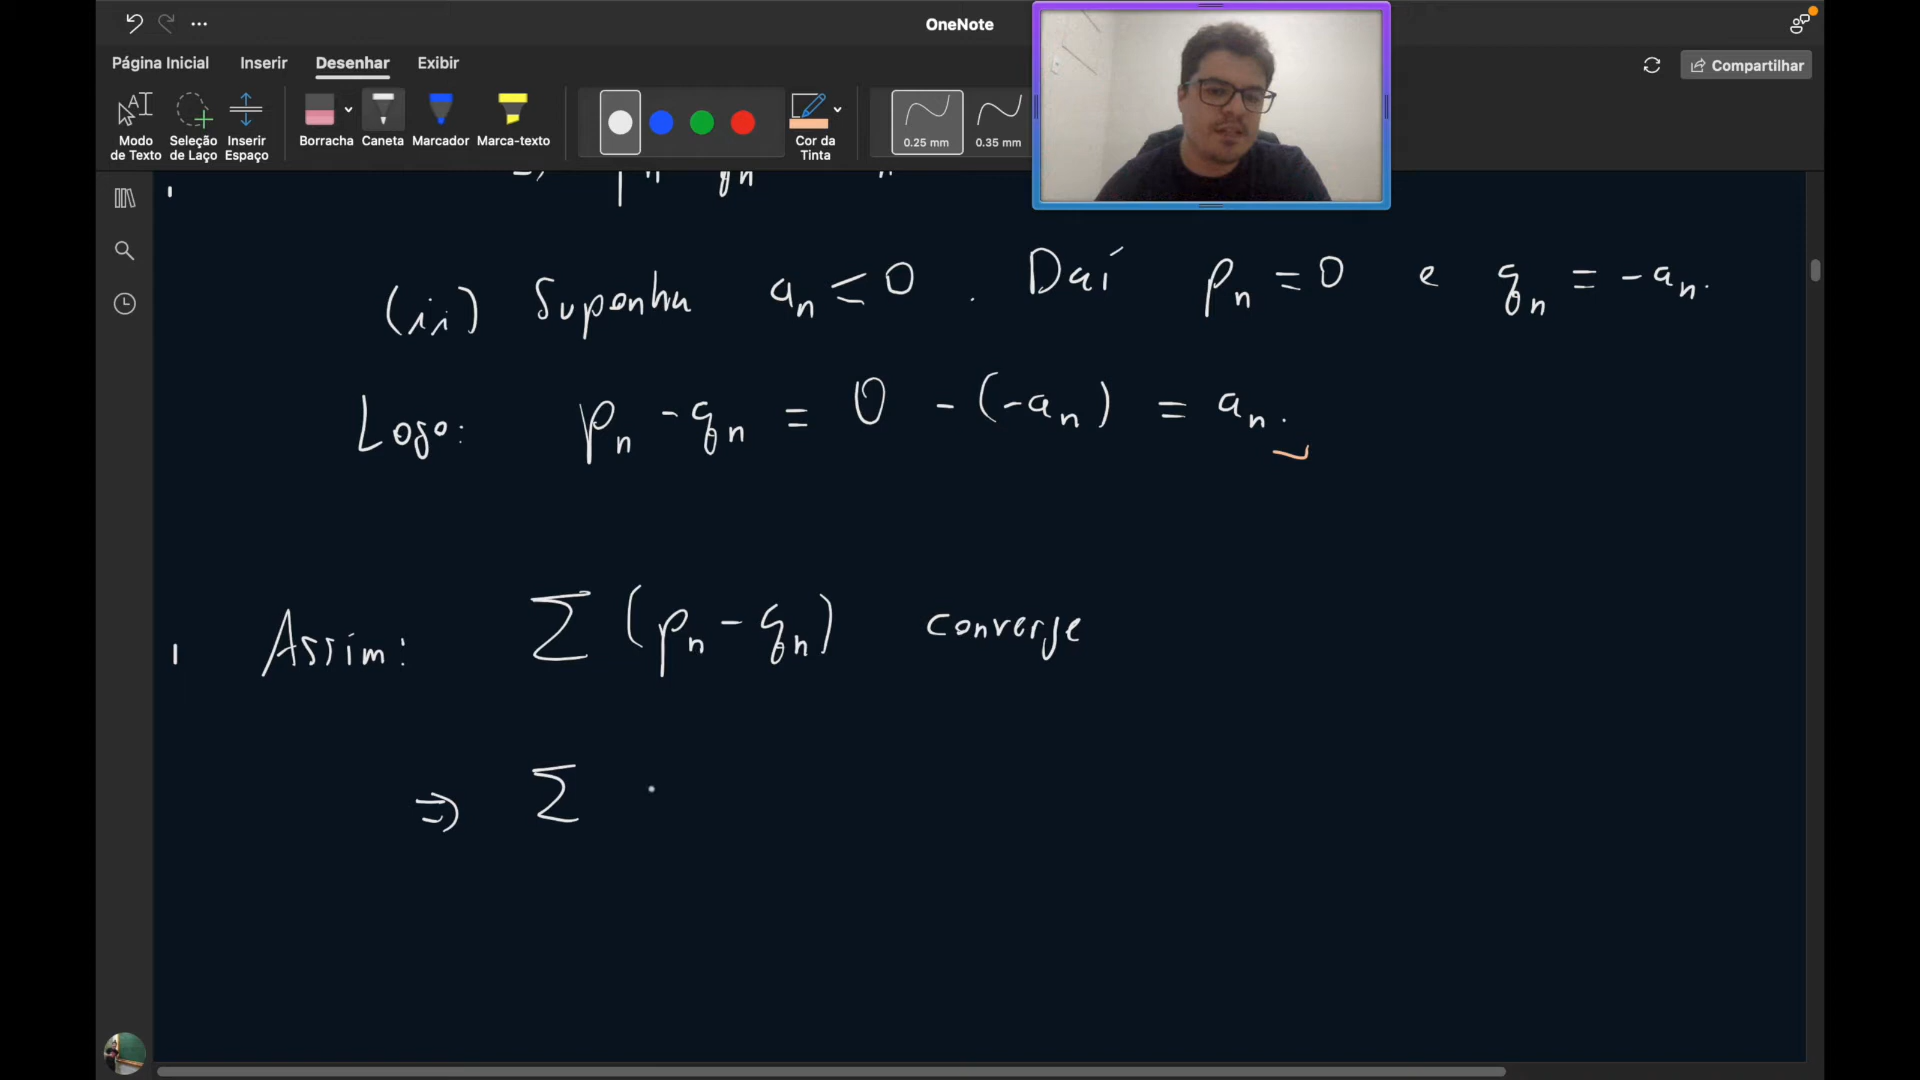 OneNote
Página Inicial Inserir Desenhar Exibir
Compartilhar
Modo de Texto
Seleção de Laço
Inserir Espaço
Borracha
Caneta
Marcador
Marca-texto
Cor da Tinta
0.25 mm
0.35 mm
(ii) Suponha aₙ ≤ 0 . Daí pₙ = 0 e qₙ = -aₙ.
Logo: pₙ - qₙ = 0 - (-aₙ) = aₙ.
Assim: Σ (pₙ - qₙ) converge
⇒ Σ